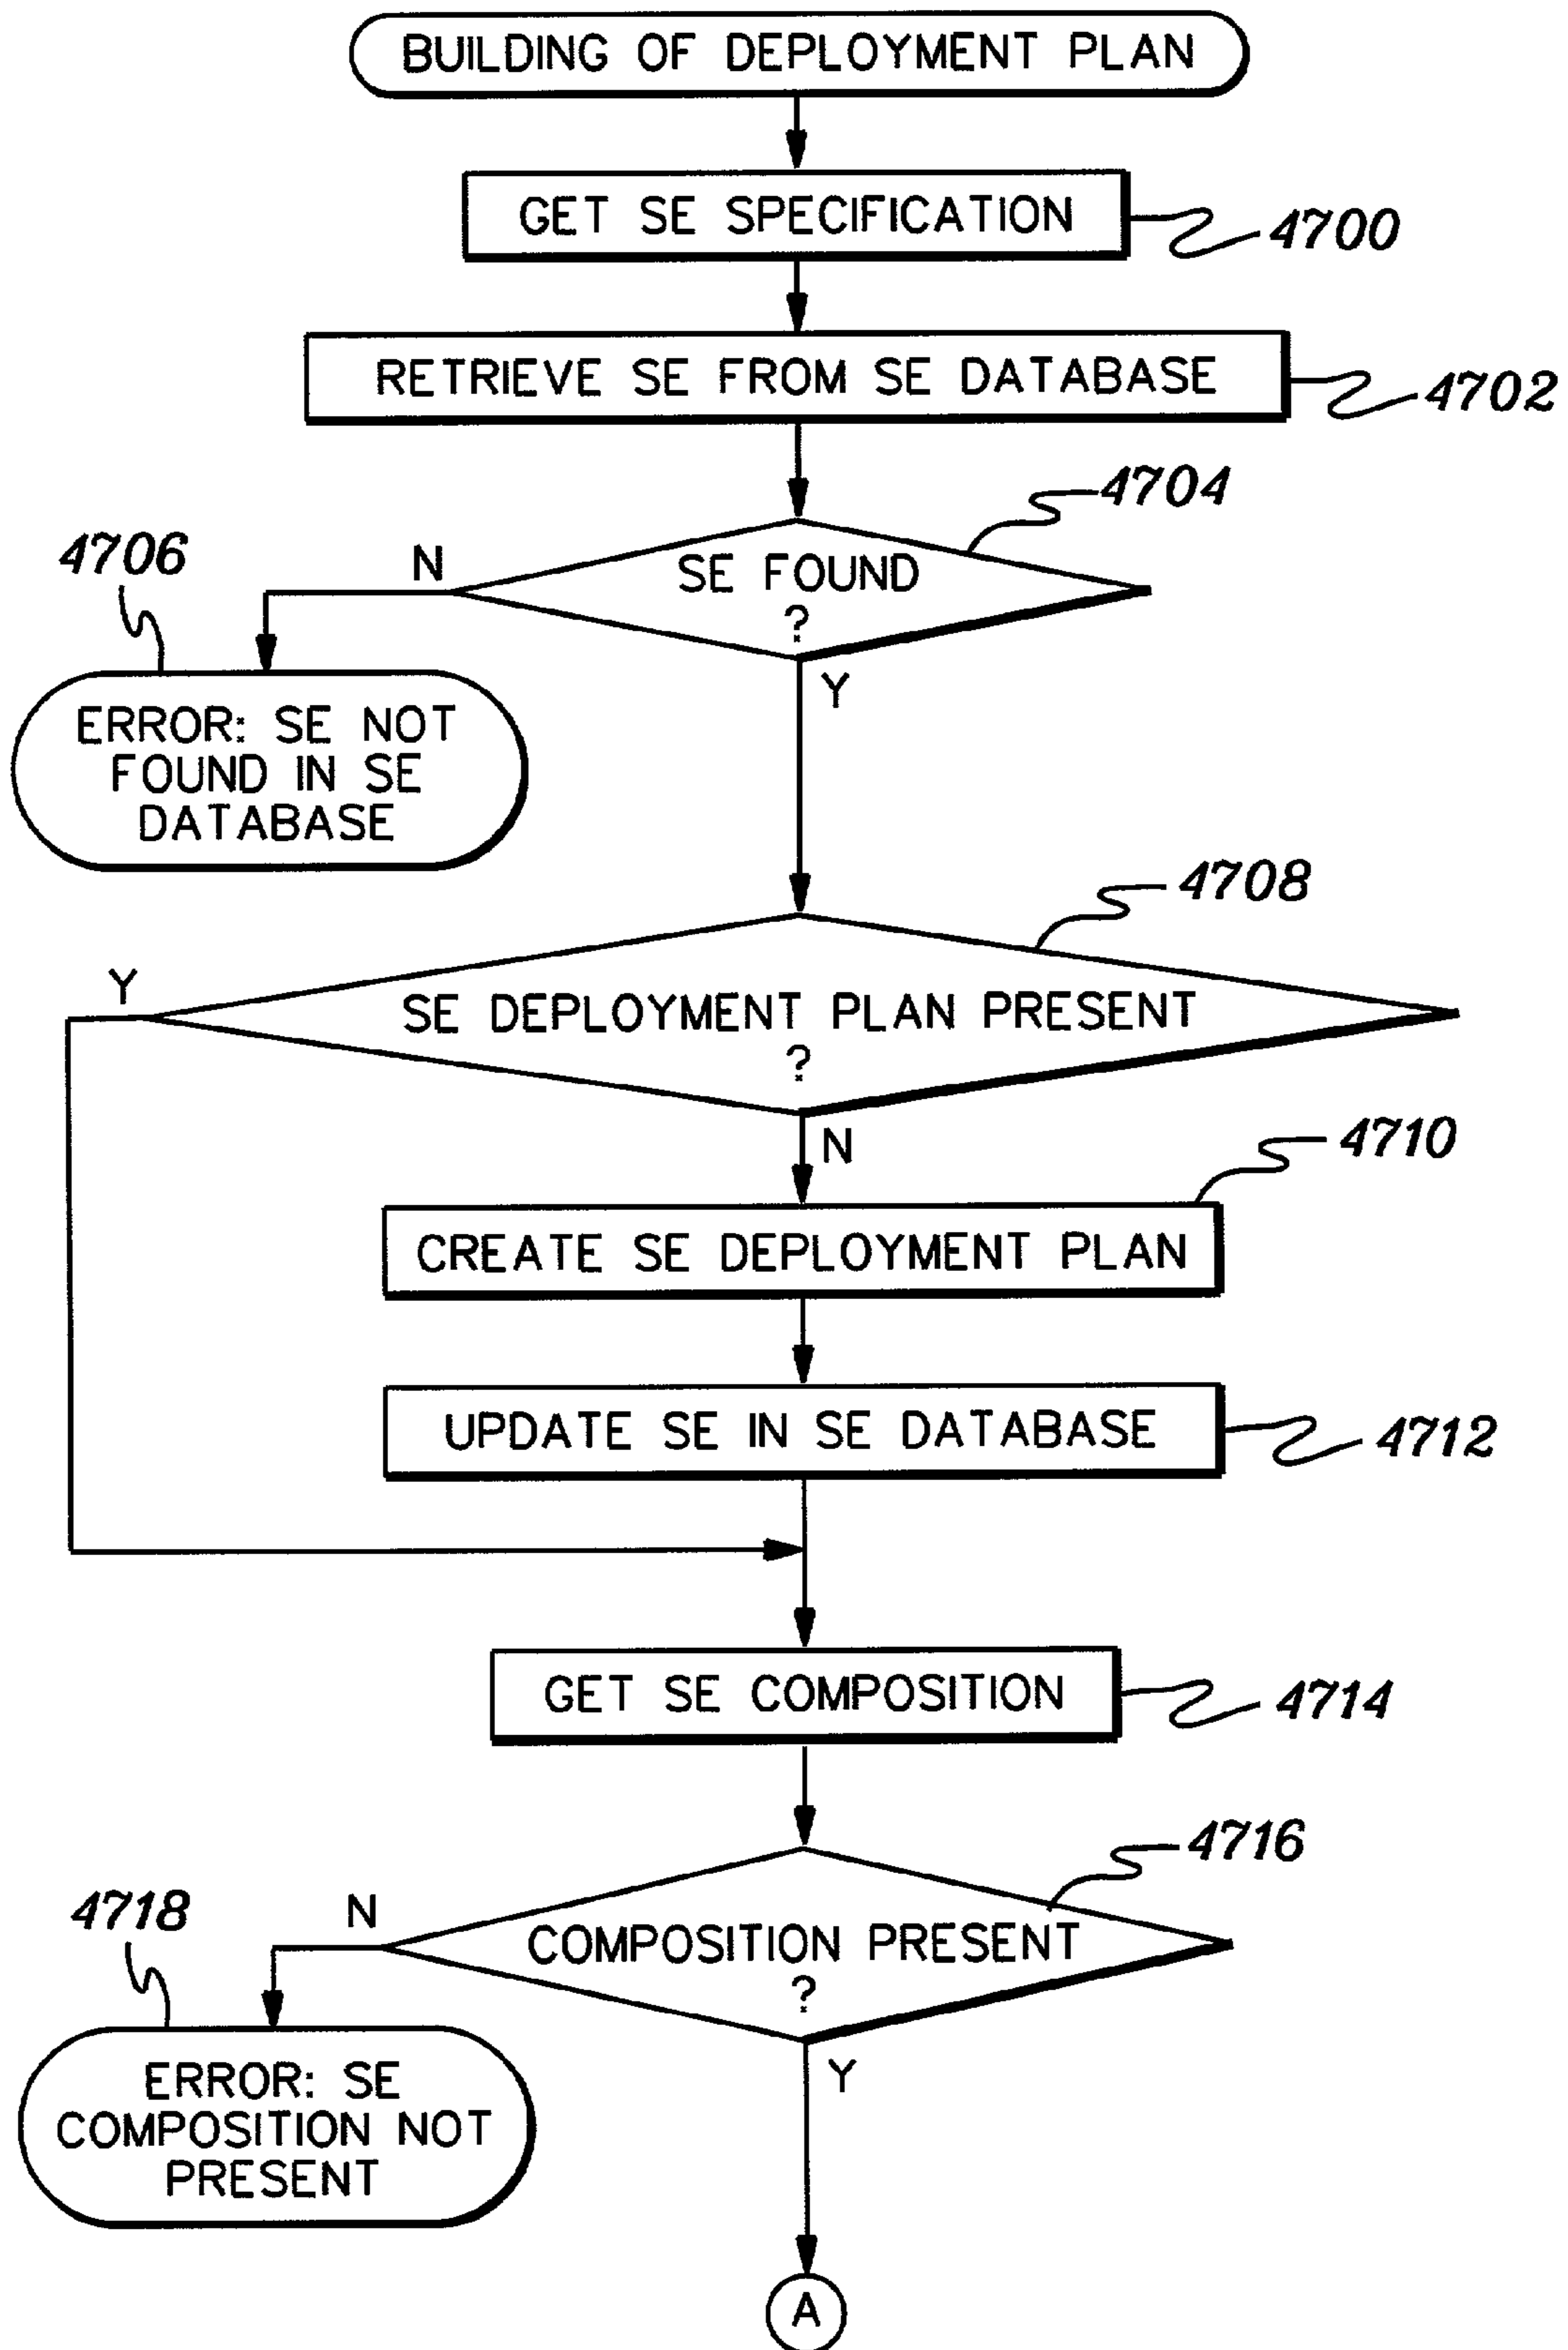 BUILDING OF DEPLOYMENT PLAN
GET SE SPECIFICATION
4700
RETRIEVE SE FROM SE DATABASE
4702
4704
4706
N
SE FOUND
?
Y
ERROR: SE NOT
FOUND IN SE
DATABASE
4708
Y
SE DEPLOYMENT PLAN PRESENT
?
N
4710
CREATE SE DEPLOYMENT PLAN
UPDATE SE IN SE DATABASE
4712
GET SE COMPOSITION
4714
4716
4718
N
COMPOSITION PRESENT
?
Y
ERROR: SE
COMPOSITION NOT
PRESENT
A